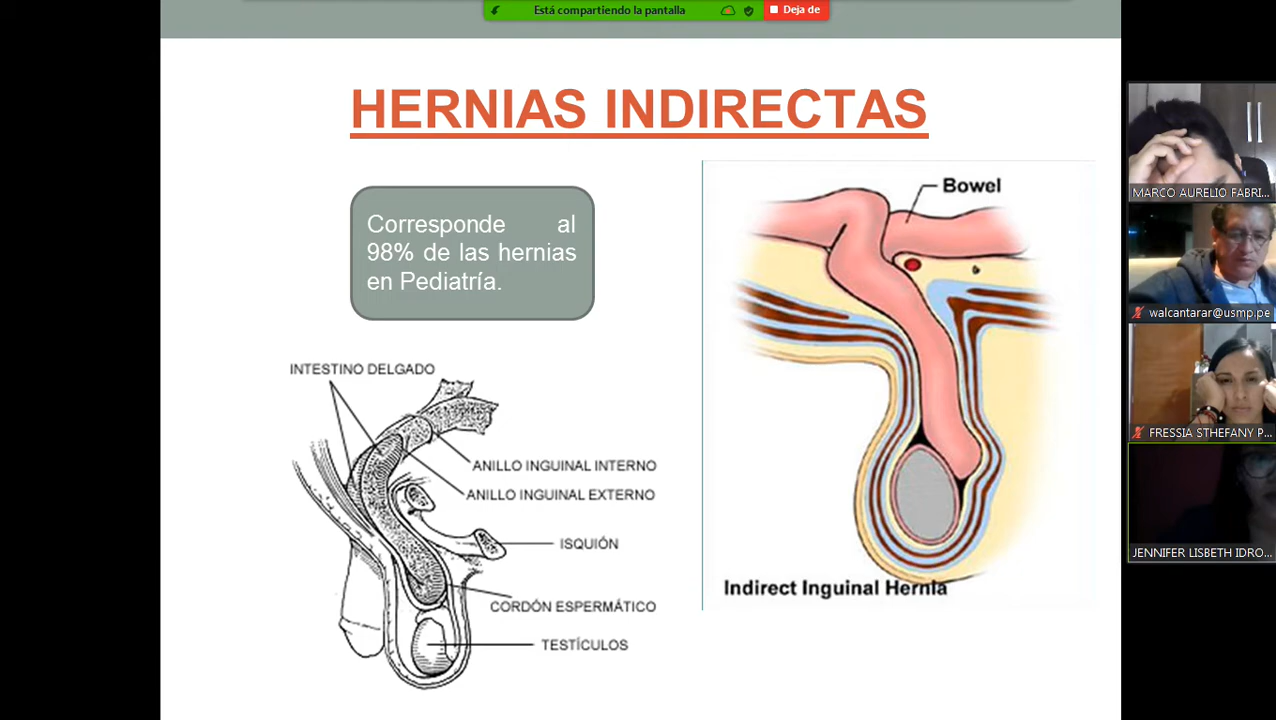 Está compartiendo la pantalla
Deja de
HERNIAS INDIRECTAS
Corresponde al
98% de las hernias
en Pediatría.
Bowel
Indirect Inguinal Hernia
INTESTINO DELGADO
ANILLO INGUINAL INTERNO
ANILLO INGUINAL EXTERNO
ISQUIÓN
CORDÓN ESPERMÁTICO
TESTÍCULOS
MARCO AURELIO FABRI...
walcantarar@usmp.pe
FRESSIA STHEFANY P...
JENNIFER LISBETH IDRO...